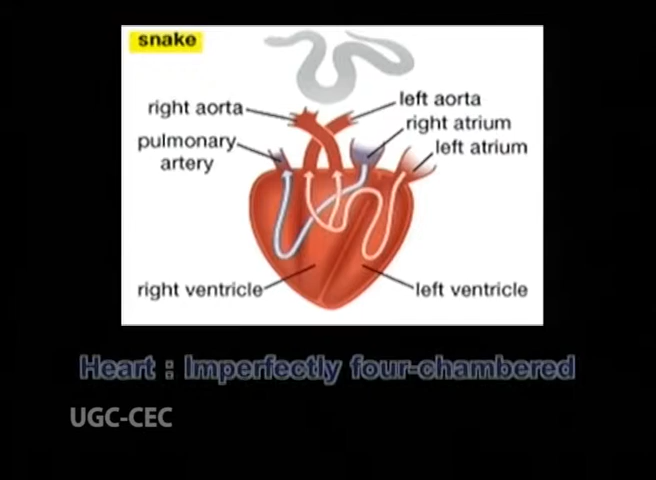 snake
right aorta
left aorta
right atrium
pulmonary
artery
left atrium
right ventricle
left ventricle
Heart : Imperfectly four-chambered
UGC-CEC